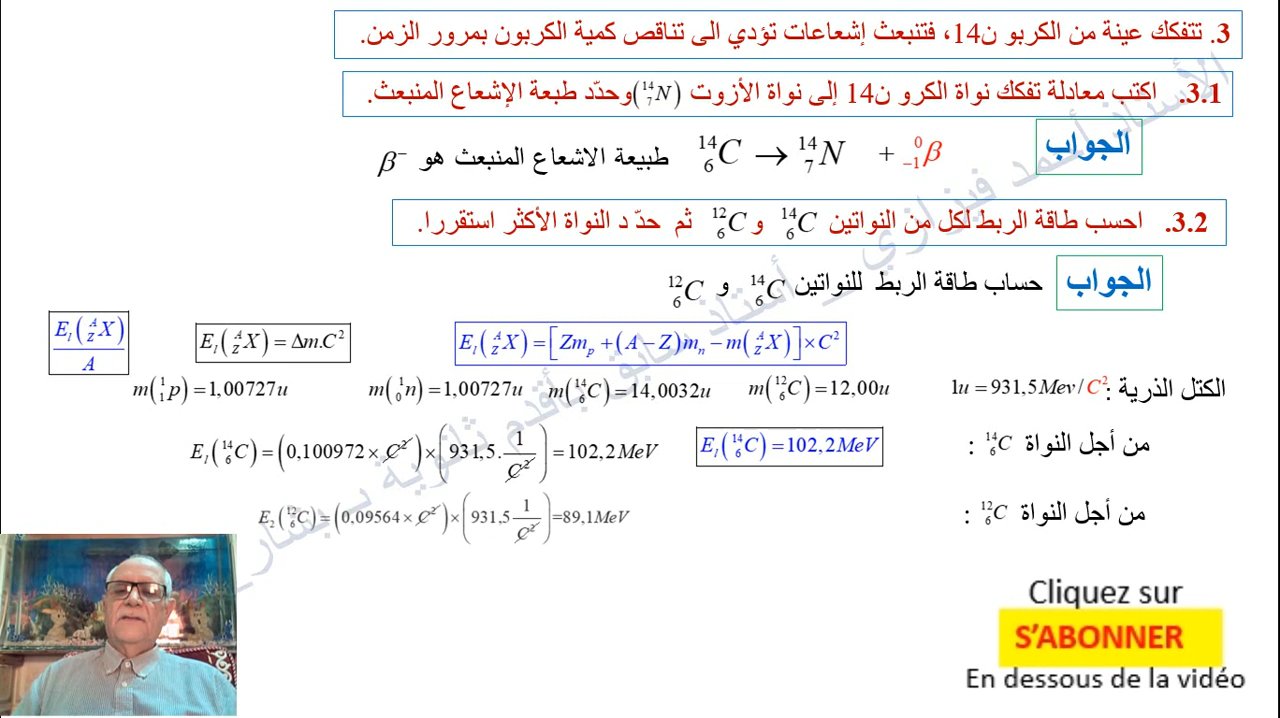 3. تتفكك عينة من الكربو ن14، فتنبعث إشعاعات تؤدي الى تناقص كمية الكربون بمرور الزمن.
3.1. اكتب معادلة تفكك نواة الكرو ن14 إلى نواة الأزوت (¹⁴₇N) وحدّد طبعة الإشعاع المنبعث.
الجواب
¹⁴₆C → ¹⁴₇N + ⁰₋₁β طبيعة الاشعاع المنبعث هو β⁻
3.2. احسب طاقة الربط لكل من النواتين ¹⁴₆C و ¹²₆C ثم حدّ د النواة الأكثر استقررا.
الجواب
حساب طاقة الربط للنواتين ¹⁴₆C و ¹²₆C
E_l(ᴬ_Z X) = [Zm_p + (A − Z)m_n − m(ᴬ_Z X)] × C²
E_l(ᴬ_Z X) = Δm.C²
E_l(ᴬ_Z X) / A
الكتل الذرية : 1u = 931,5Mev / C² m(¹²₆C) = 12,00u m(¹⁴₆C) = 14,0032u m(¹₀n) = 1,00727u m(¹₁p) = 1,00727u
من أجل النواة ¹⁴₆C : E_l(¹⁴₆C) = 102,2MeV
E_l(¹⁴₆C) = (0,100972 × C²) × (931,5. 1/C²) = 102,2MeV
من أجل النواة ¹²₆C :
E₂(¹²₆C) = (0,09564 × C²) × (931,5 1/C²) =89,1MeV
Cliquez sur
S’ABONNER
En dessous de la vidéo